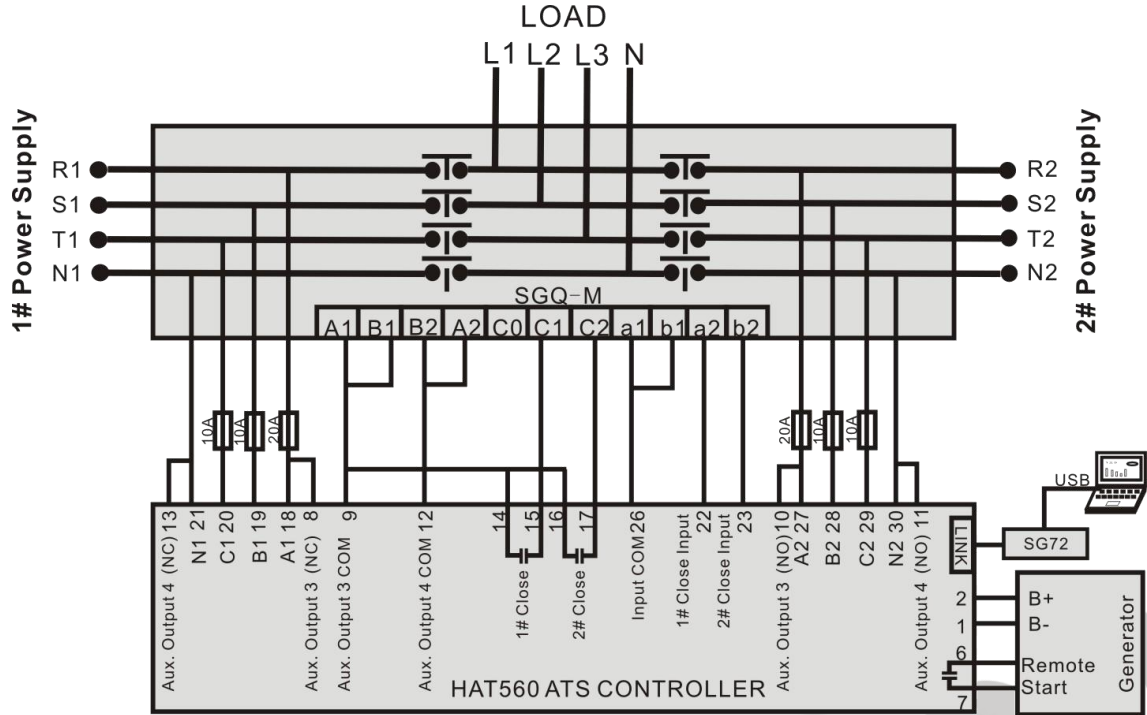 LOAD
L1 L2 L3 N
1# Power Supply
R1
S1
T1
N1
R2
S2
T2
N2
2# Power Supply
SGQ-M
A1 B1 B2 A2 C0 C1 C2 a1 b1 a2 b2
10A
10A
20A
20A
10A
10A
Aux. Output 4 (NC) 13
N1 21
C1 20
B1 19
A1 18
Aux. Output 3 (NC) 8
Aux. Output 3 COM 9
Aux. Output 4 COM 12
14
15
16
17
1# Close
2# Close
Input COM 26
1# Close Input 22
2# Close Input 23
Aux. Output 3 (NO) 10
A2 27
B2 28
C2 29
N2 30
Aux. Output 4 (NO) 11
LINK
USB
SG72
2
1
6
7
B+
B-
Remote
Start
Generator
HAT560 ATS CONTROLLER